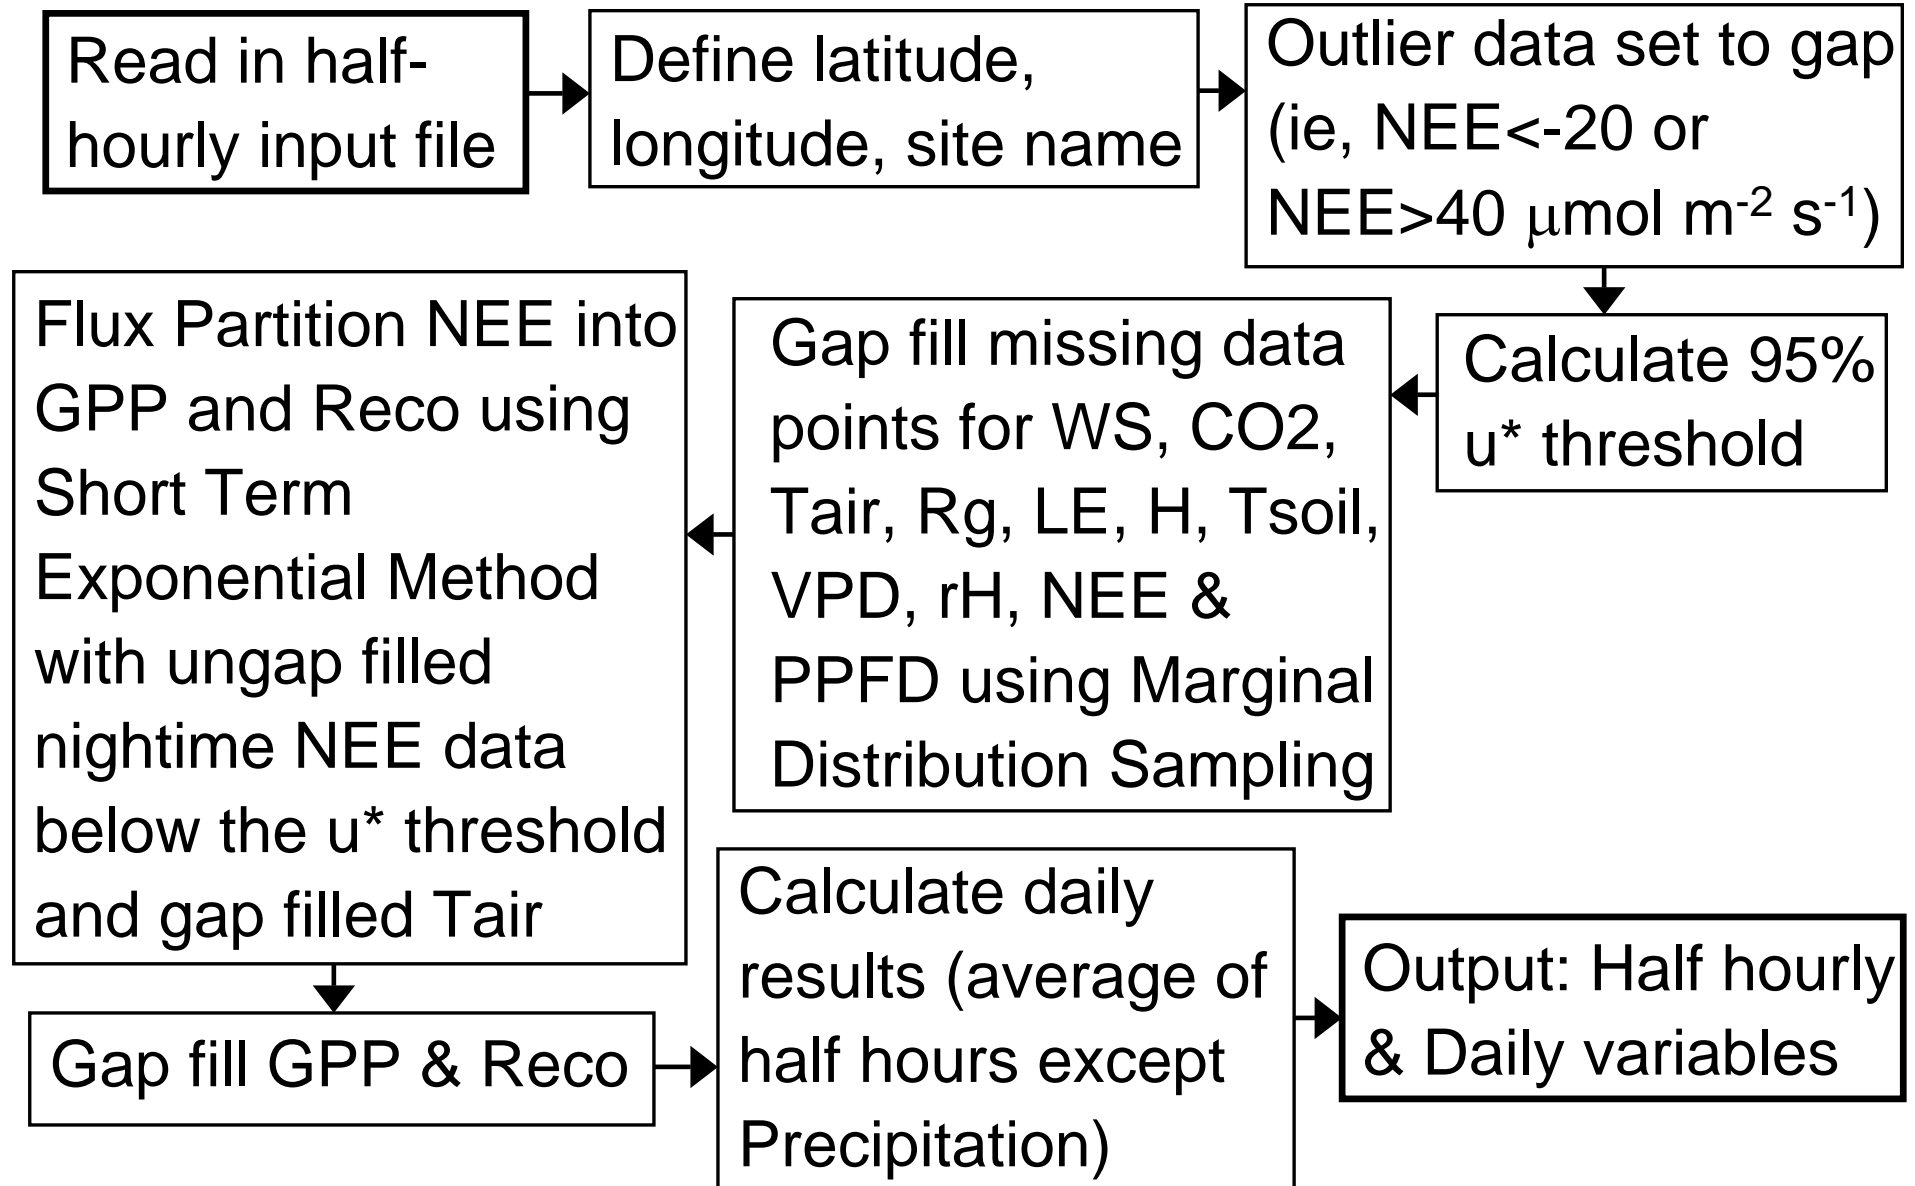 Read in half-
hourly input file
Define latitude,
longitude, site name
Outlier data set to gap
(ie, NEE<-20 or
NEE>40 μmol m⁻² s⁻¹)
Calculate 95%
u* threshold
Gap fill missing data
points for WS, CO2,
Tair, Rg, LE, H, Tsoil,
VPD, rH, NEE &
PPFD using Marginal
Distribution Sampling
Flux Partition NEE into
GPP and Reco using
Short Term
Exponential Method
with ungap filled
nightime NEE data
below the u* threshold
and gap filled Tair
Gap fill GPP & Reco
Calculate daily
results (average of
half hours except
Precipitation)
Output: Half hourly
& Daily variables